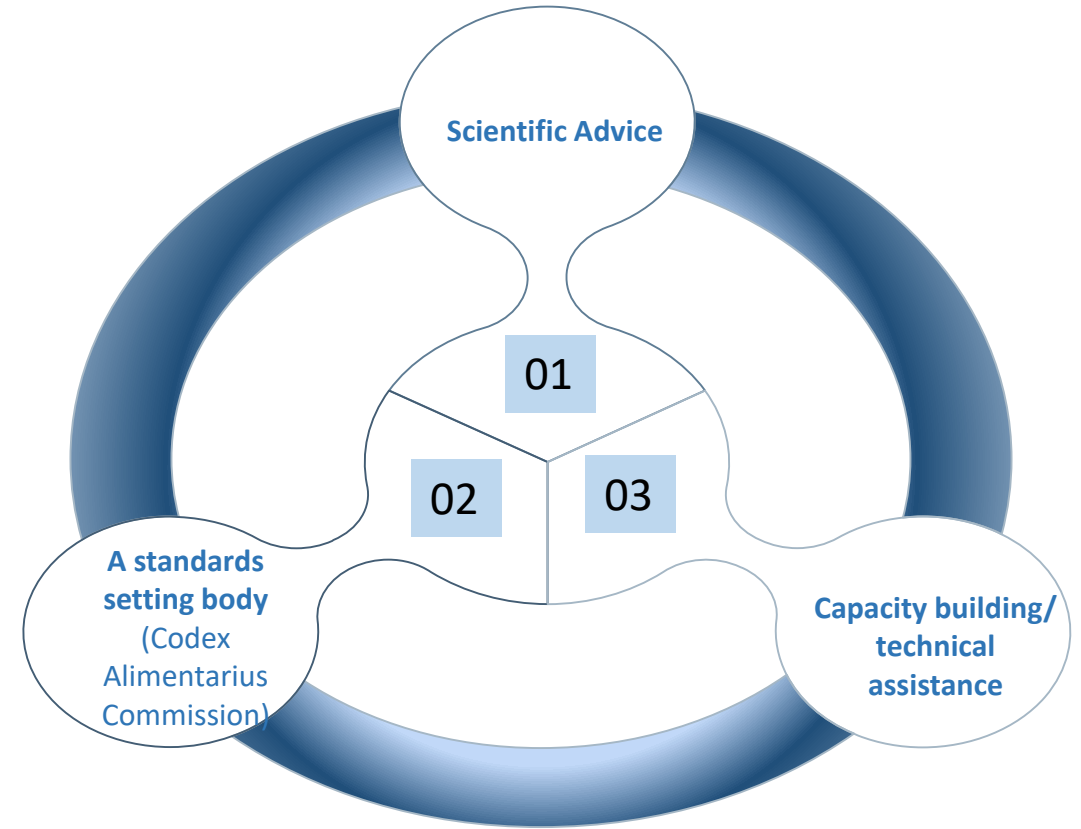 Scientific Advice
01
02
03
A standards
setting body
(Codex
Alimentarius
Commission)
Capacity building/
technical
assistance